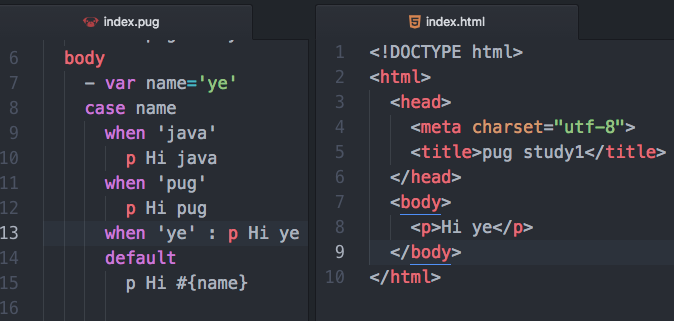 index.pug
6 body
7 - var name='ye'
8 case name
9 when 'java'
10 p Hi java
11 when 'pug'
12 p Hi pug
13 when 'ye' : p Hi ye
14 default
15 p Hi #{name}
16
index.html
1 <!DOCTYPE html>
2 <html>
3 <head>
4 <meta charset="utf-8">
5 <title>pug study1</title>
6 </head>
7 <body>
8 <p>Hi ye</p>
9 </body>
10 </html>